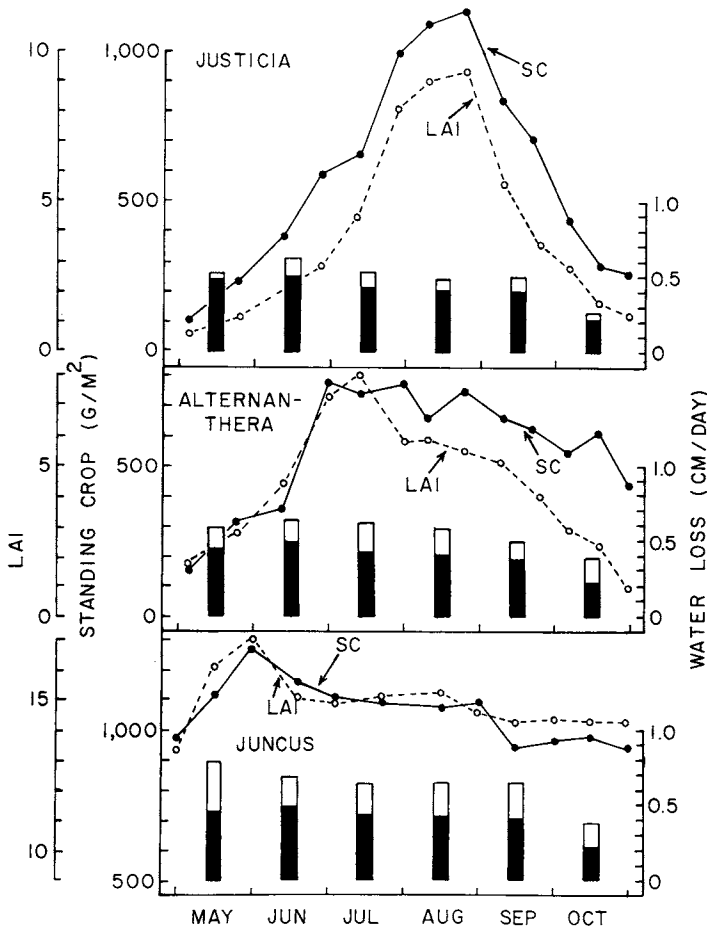 10
1,000
JUSTICIA
SC
LAI
5
500
1.0
0.5
0
0
0
8
ALTERNAN-
THERA
5
500
LAI
SC
1.0
0.5
0
0
0
LAI
STANDING CROP (G/M²)
WATER LOSS (CM/DAY)
SC
LAI
15
1,000
JUNCUS
1.0
0.5
10
500
0
MAY JUN JUL AUG SEP OCT